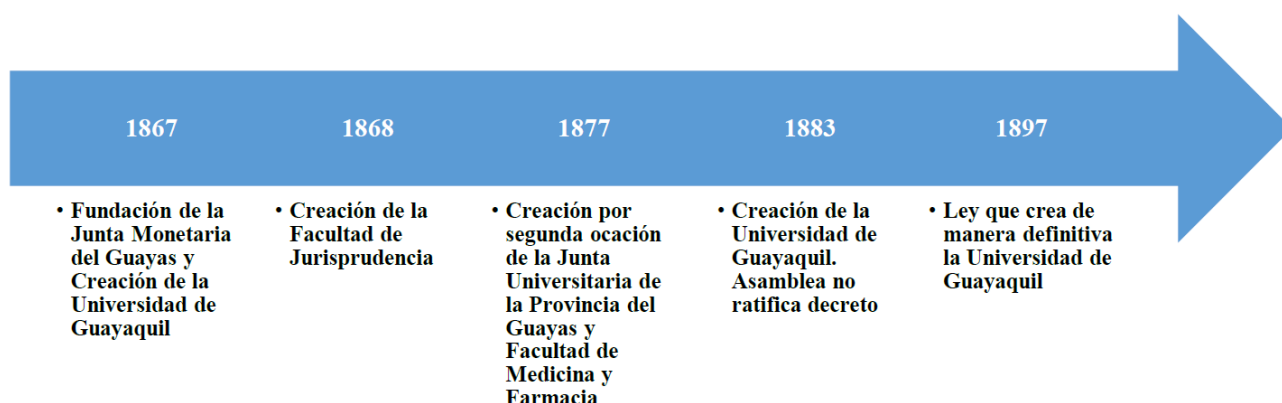 1867
1868
1877
1883
1897
• Fundación de la
Junta Monetaria
del Guayas y
Creación de la
Universidad de
Guayaquil
• Creación de la
Facultad de
Jurisprudencia
• Creación por
segunda ocación
de la Junta
Universitaria de
la Provincia del
Guayas y
Facultad de
Medicina y
Farmacia
• Creación de la
Universidad de
Guayaquil.
Asamblea no
ratifica decreto
• Ley que crea de
manera definitiva
la Universidad de
Guayaquil